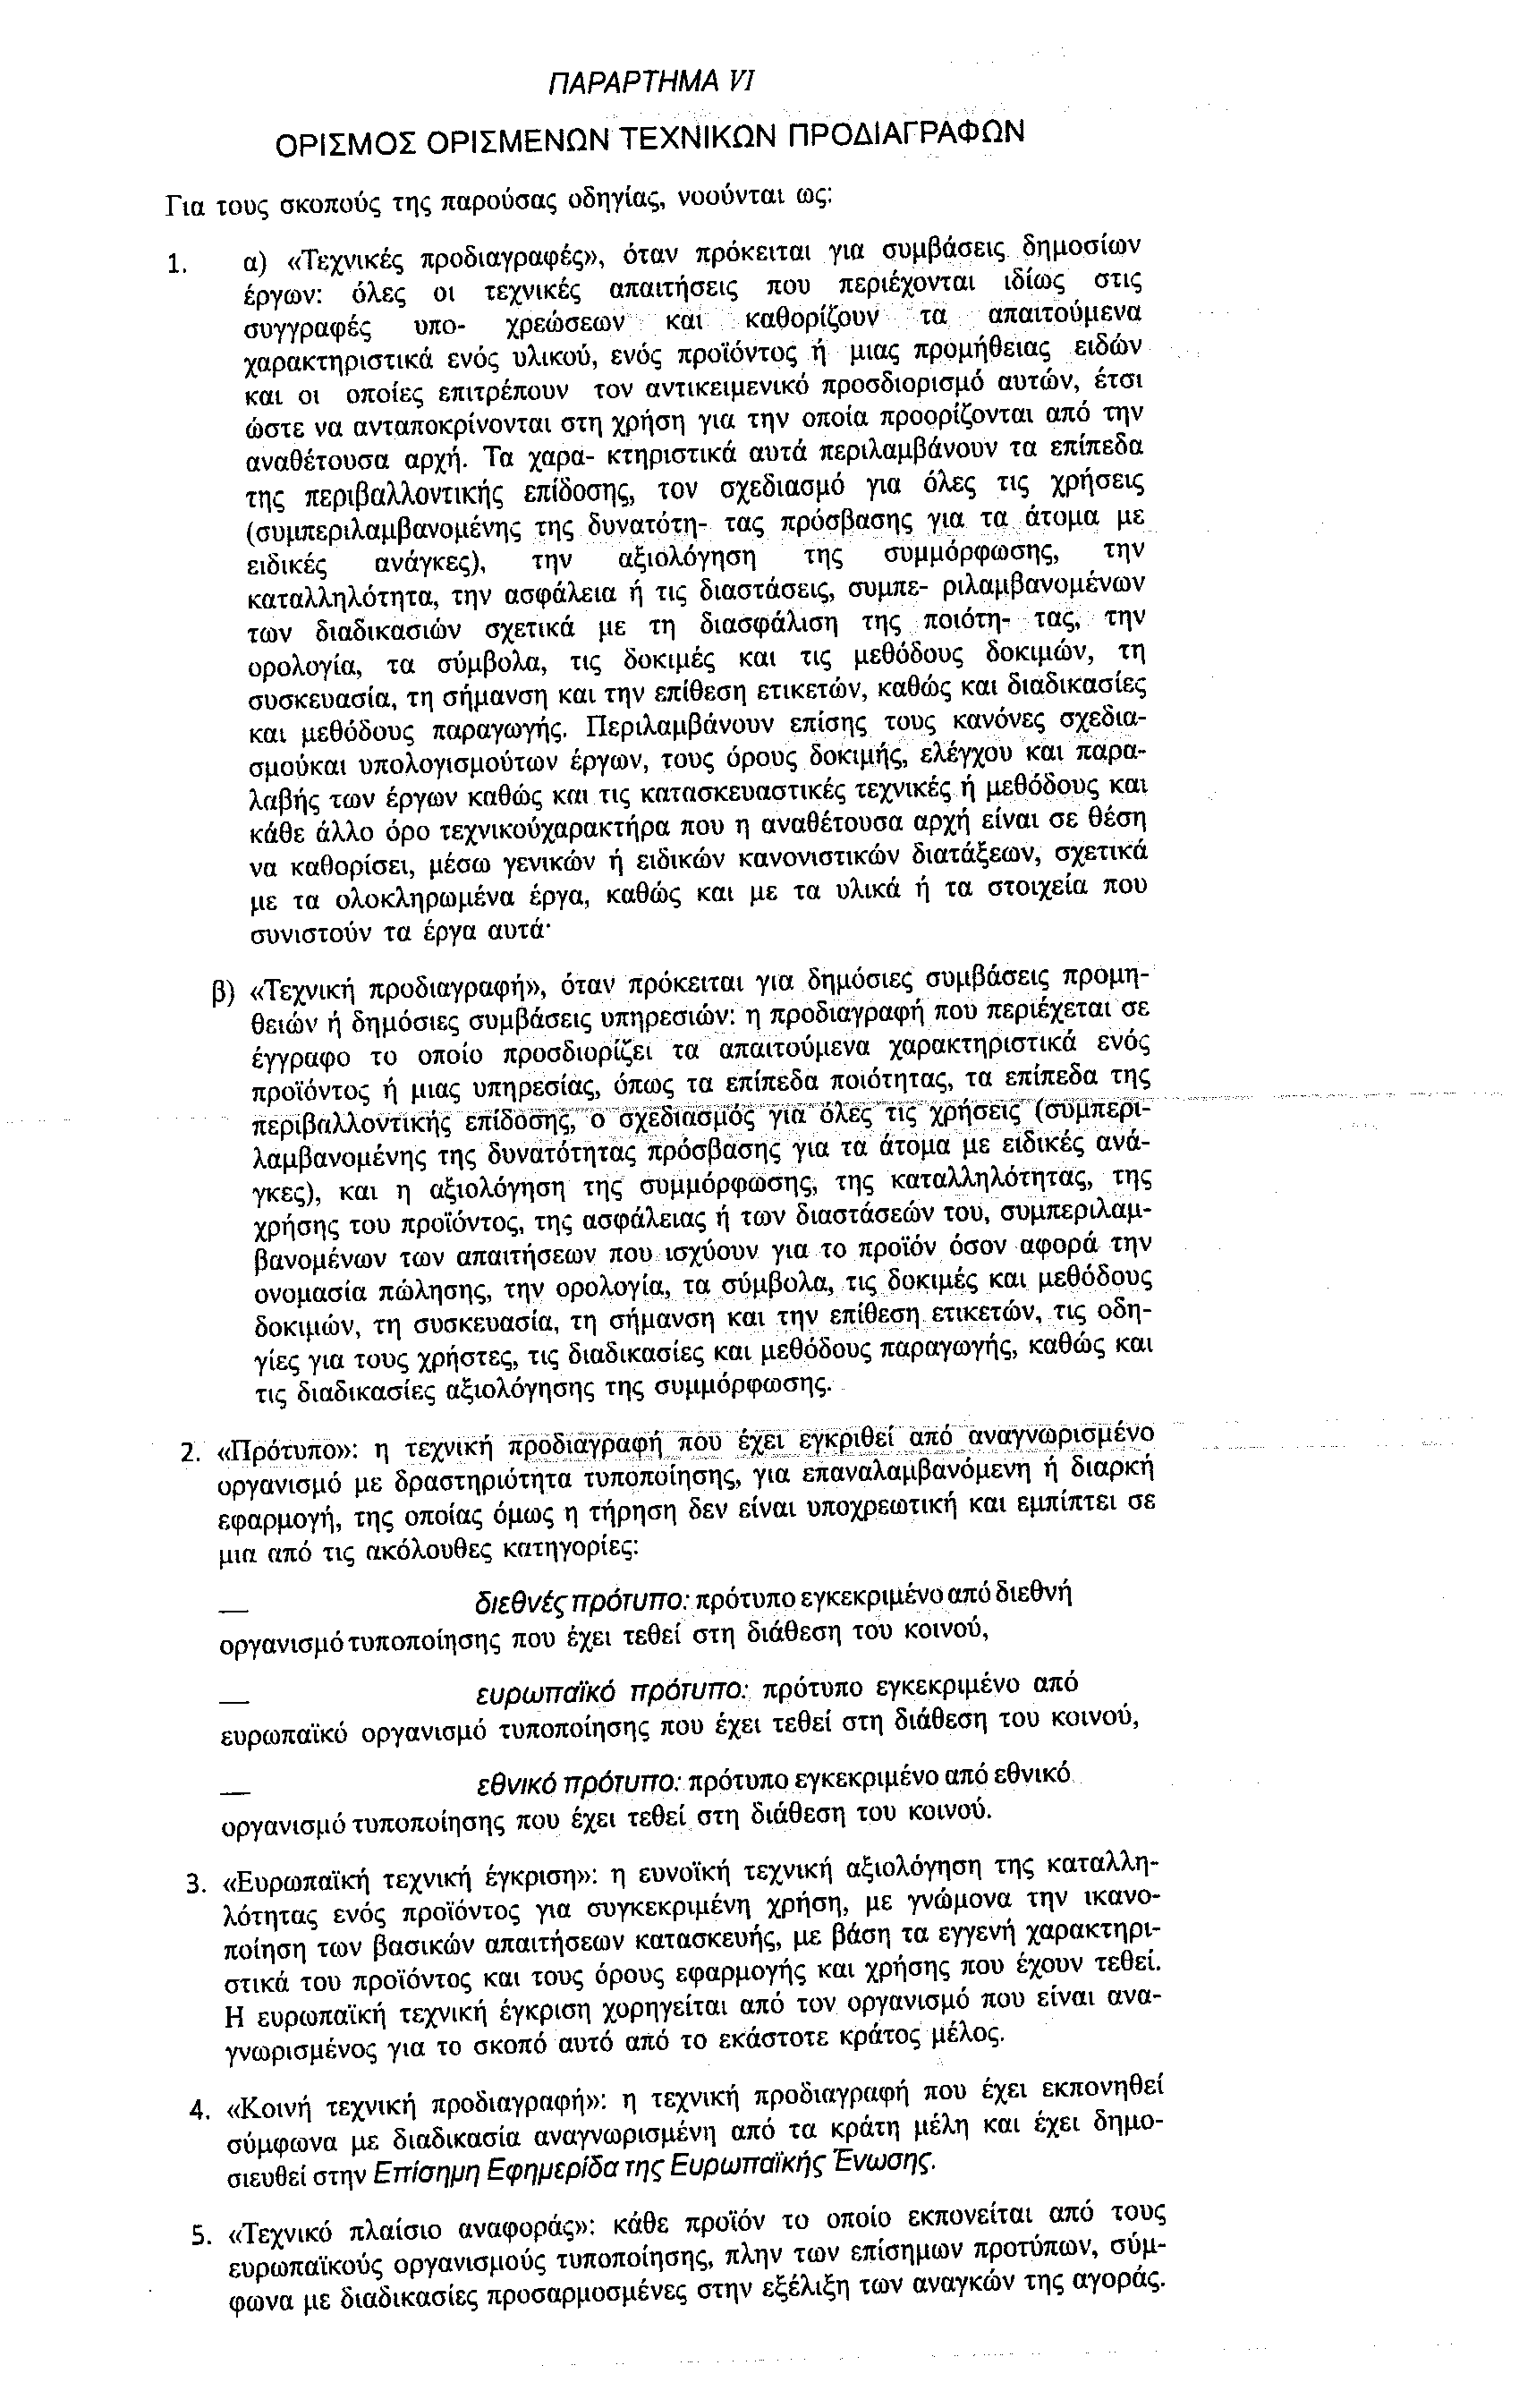 ΠΑΡΑΡΤΗΜΑ VI
ΟΡΙΣΜΟΣ ΟΡΙΣΜΕΝΩΝ ΤΕΧΝΙΚΩΝ ΠΡΟΔΙΑΓΡΑΦΩΝ
Για τους σκοπούς της παρούσας οδηγίας, νοούνται ως:
1. α) «Τεχνικές προδιαγραφές», όταν πρόκειται για συμβάσεις δημοσίων
έργων: όλες οι τεχνικές απαιτήσεις που περιέχονται ιδίως στις
συγγραφές υπο- χρεώσεων και καθορίζουν τα απαιτούμενα
χαρακτηριστικά ενός υλικού, ενός προϊόντος ή μιας προμήθειας ειδών
και οι οποίες επιτρέπουν τον αντικειμενικό προσδιορισμό αυτών, έτσι
ώστε να ανταποκρίνονται στη χρήση για την οποία προορίζονται από την
αναθέτουσα αρχή. Τα χαρα- κτηριστικά αυτά περιλαμβάνουν τα επίπεδα
της περιβαλλοντικής επίδοσης, τον σχεδιασμό για όλες τις χρήσεις
(συμπεριλαμβανομένης της δυνατότη- τας πρόσβασης για τα άτομα με
ειδικές ανάγκες), την αξιολόγηση της συμμόρφωσης, την
καταλληλότητα, την ασφάλεια ή τις διαστάσεις, συμπε- ριλαμβανομένων
των διαδικασιών σχετικά με τη διασφάλιση της ποιότη- τας, την
ορολογία, τα σύμβολα, τις δοκιμές και τις μεθόδους δοκιμών, τη
συσκευασία, τη σήμανση και την επίθεση ετικετών, καθώς και διαδικασίες
και μεθόδους παραγωγής. Περιλαμβάνουν επίσης τους κανόνες σχεδια-
σμούκαι υπολογισμούτων έργων, τους όρους δοκιμής, ελέγχου και παρα-
λαβής των έργων καθώς και τις κατασκευαστικές τεχνικές ή μεθόδους και
κάθε άλλο όρο τεχνικούχαρακτήρα που η αναθέτουσα αρχή είναι σε θέση
να καθορίσει, μέσω γενικών ή ειδικών κανονιστικών διατάξεων, σχετικά
με τα ολοκληρωμένα έργα, καθώς και με τα υλικά ή τα στοιχεία που
συνιστούν τα έργα αυτά·
β) «Τεχνική προδιαγραφή», όταν πρόκειται για δημόσιες συμβάσεις προμη-
θειών ή δημόσιες συμβάσεις υπηρεσιών: η προδιαγραφή που περιέχεται σε
έγγραφο το οποίο προσδιορίζει τα απαιτούμενα χαρακτηριστικά ενός
προϊόντος ή μιας υπηρεσίας, όπως τα επίπεδα ποιότητας, τα επίπεδα της
περιβαλλοντικής επίδοσης, ο σχεδιασμός για όλες τις χρήσεις (συμπερι-
λαμβανομένης της δυνατότητας πρόσβασης για τα άτομα με ειδικές ανά-
γκες), και η αξιολόγηση της συμμόρφωσης, της καταλληλότητας, της
χρήσης του προϊόντος, της ασφάλειας ή των διαστάσεών του, συμπεριλαμ-
βανομένων των απαιτήσεων που ισχύουν για το προϊόν όσον αφορά την
ονομασία πώλησης, την ορολογία, τα σύμβολα, τις δοκιμές και μεθόδους
δοκιμών, τη συσκευασία, τη σήμανση και την επίθεση ετικετών, τις οδη-
γίες για τους χρήστες, τις διαδικασίες και μεθόδους παραγωγής, καθώς και
τις διαδικασίες αξιολόγησης της συμμόρφωσης.
2. «Πρότυπο»: η τεχνική προδιαγραφή που έχει εγκριθεί από αναγνωρισμένο
οργανισμό με δραστηριότητα τυποποίησης, για επαναλαμβανόμενη ή διαρκή
εφαρμογή, της οποίας όμως η τήρηση δεν είναι υποχρεωτική και εμπίπτει σε
μια από τις ακόλουθες κατηγορίες:
— διεθνές πρότυπο: πρότυπο εγκεκριμένο από διεθνή
οργανισμό τυποποίησης που έχει τεθεί στη διάθεση του κοινού,
— ευρωπαϊκό πρότυπο: πρότυπο εγκεκριμένο από
ευρωπαϊκό οργανισμό τυποποίησης που έχει τεθεί στη διάθεση του κοινού,
— εθνικό πρότυπο: πρότυπο εγκεκριμένο από εθνικό
οργανισμό τυποποίησης που έχει τεθεί στη διάθεση του κοινού.
3. «Ευρωπαϊκή τεχνική έγκριση»: η ευνοϊκή τεχνική αξιολόγηση της καταλλη-
λότητας ενός προϊόντος για συγκεκριμένη χρήση, με γνώμονα την ικανο-
ποίηση των βασικών απαιτήσεων κατασκευής, με βάση τα εγγενή χαρακτηρι-
στικά του προϊόντος και τους όρους εφαρμογής και χρήσης που έχουν τεθεί.
Η ευρωπαϊκή τεχνική έγκριση χορηγείται από τον οργανισμό που είναι ανα-
γνωρισμένος για το σκοπό αυτό από το εκάστοτε κράτος μέλος.
4. «Κοινή τεχνική προδιαγραφή»: η τεχνική προδιαγραφή που έχει εκπονηθεί
σύμφωνα με διαδικασία αναγνωρισμένη από τα κράτη μέλη και έχει δημο-
σιευθεί στην Επίσημη Εφημερίδα της Ευρωπαϊκής Ένωσης.
5. «Τεχνικό πλαίσιο αναφοράς»: κάθε προϊόν το οποίο εκπονείται από τους
ευρωπαϊκούς οργανισμούς τυποποίησης, πλην των επίσημων προτύπων, σύμ-
φωνα με διαδικασίες προσαρμοσμένες στην εξέλιξη των αναγκών της αγοράς.